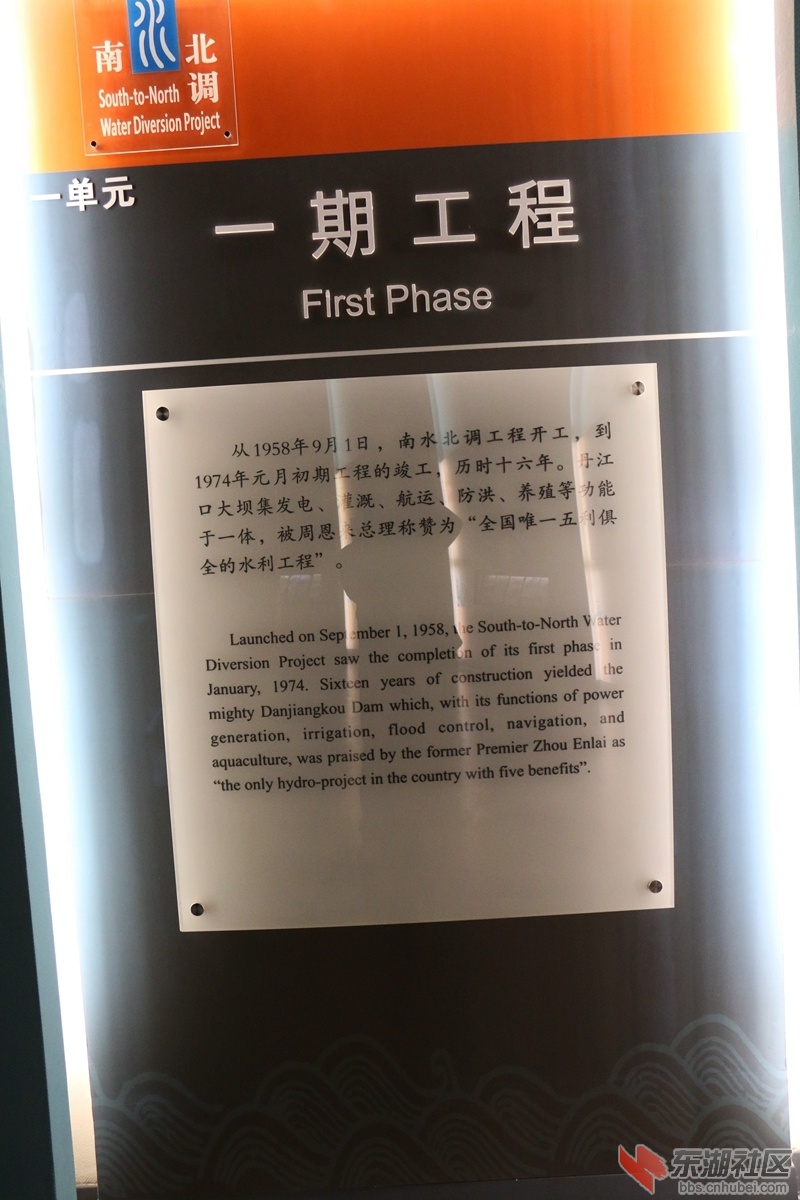 南水北调
South-to-North
Water Diversion Project
一单元
一期工程
FIrst Phase
从1958年9月1日，南水北调工程开工，到
1974年元月初期工程的竣工，历时十六年。丹江
口大坝集发电、灌溉、航运、防洪、养殖等功能
于一体，被周恩来总理称赞为“全国唯一五利俱
全的水利工程”。
Launched on September 1, 1958, the South-to-North Water
Diversion Project saw the completion of its first phase in
January, 1974. Sixteen years of construction yielded the
mighty Danjiangkou Dam which, with its functions of power
generation, irrigation, flood control, navigation, and
aquaculture, was praised by the former Premier Zhou Enlai as
“the only hydro-project in the country with five benefits”.
东湖社区
bbs.cnhubei.com